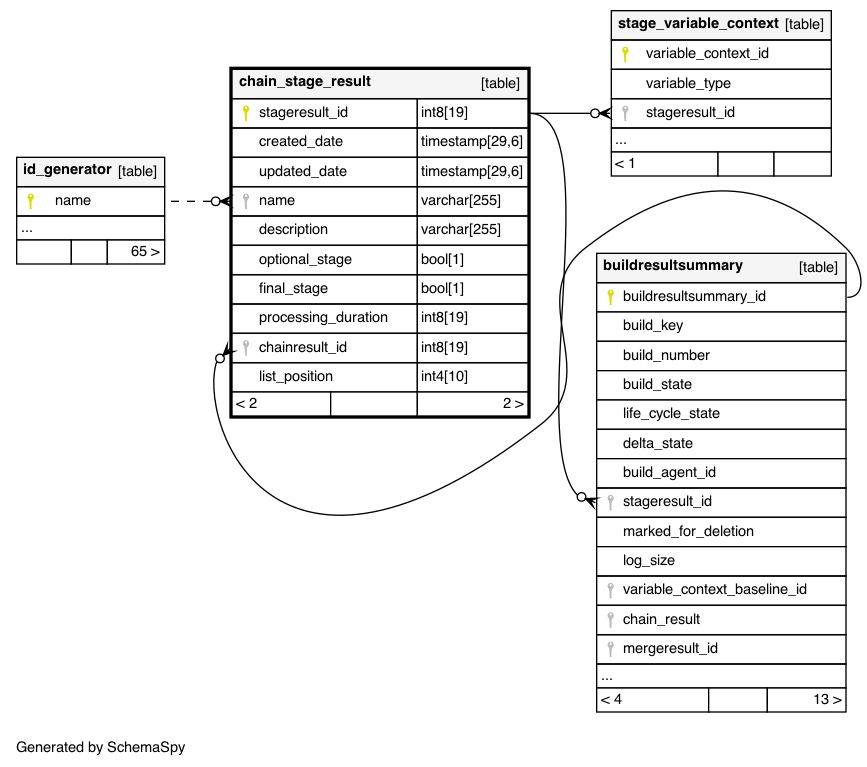 stage_variable_context [table]
variable_context_id
variable_type
stageresult_id
...
< 1
chain_stage_result [table]
stageresult_id int8[19]
created_date timestamp[29,6]
updated_date timestamp[29,6]
name varchar[255]
description varchar[255]
optional_stage bool[1]
final_stage bool[1]
processing_duration int8[19]
chainresult_id int8[19]
list_position int4[10]
< 2 2 >
id_generator [table]
name
...
65 >
buildresultsummary [table]
buildresultsummary_id
build_key
build_number
build_state
life_cycle_state
delta_state
build_agent_id
stageresult_id
marked_for_deletion
log_size
variable_context_baseline_id
chain_result
mergeresult_id
...
< 4 13 >
Generated by SchemaSpy